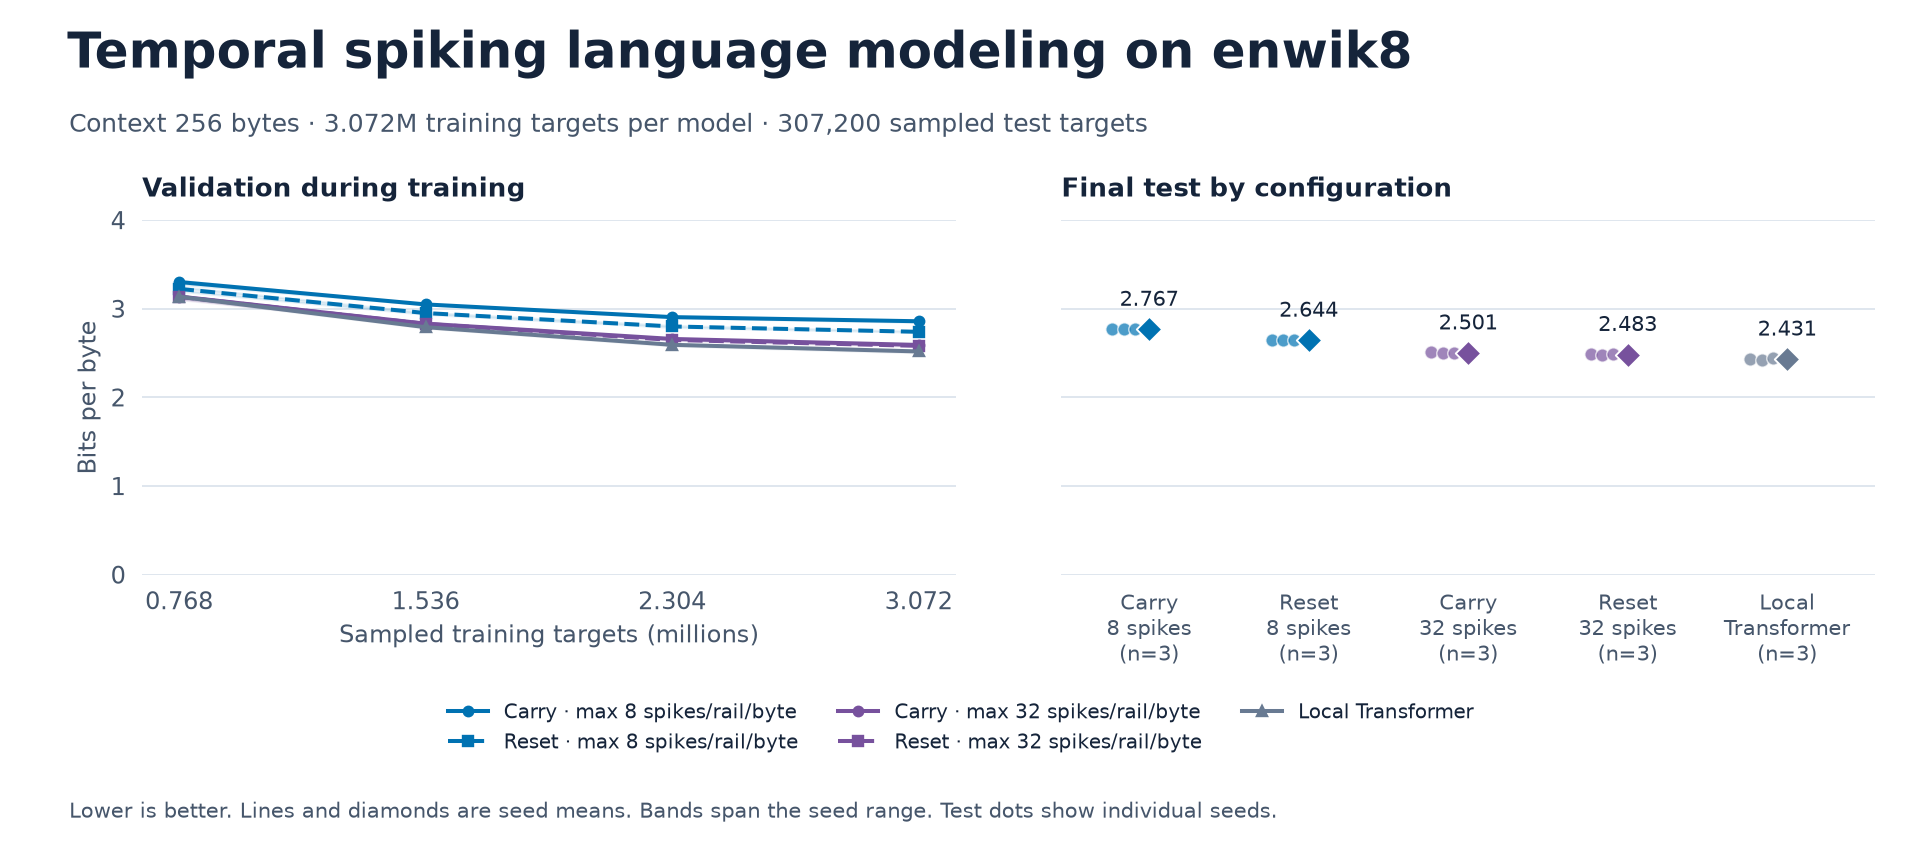 Temporal spiking language modeling on enwik8
Context 256 bytes · 3.072M training targets per model · 307,200 sampled test targets
Validation during training
Bits per byte
4
3
2
1
0
0.768 1.536 2.304 3.072
Sampled training targets (millions)
Final test by configuration
2.767
2.644
2.501
2.483
2.431
Carry
8 spikes
(n=3)
Reset
8 spikes
(n=3)
Carry
32 spikes
(n=3)
Reset
32 spikes
(n=3)
Local
Transformer
(n=3)
Carry · max 8 spikes/rail/byte
Reset · max 8 spikes/rail/byte
Carry · max 32 spikes/rail/byte
Reset · max 32 spikes/rail/byte
Local Transformer
Lower is better. Lines and diamonds are seed means. Bands span the seed range. Test dots show individual seeds.